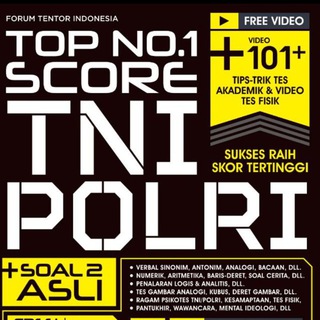 FORUM TENTOR INDONESIA
TOP NO.1
SCORE
TNI
POLRI
FREE VIDEO
+ VIDEO
101+
TIPS-TRIK TES
AKADEMIK & VIDEO
TES FISIK
SUKSES RAIH
SKOR TERTINGGI
+SOAL2
ASLI
• VERBAL SINONIM, ANTONIM, ANALOGI, BACAAN, DLL.
• NUMERIK, ARITMETIKA, BARIS-DERET, SOAL CERITA, DLL.
• PENALARAN LOGIS & ANALITIS, DLL.
• TES GAMBAR ANALOGI, KUBUS, DERET GAMBAR, DLL.
• RAGAM PSIKOTES TNI/POLRI, KESAMAPTAAN, TES FISIK,
• PANTUKHIR, WAWANCARA, MENTAL IDEOLOGI, DLL